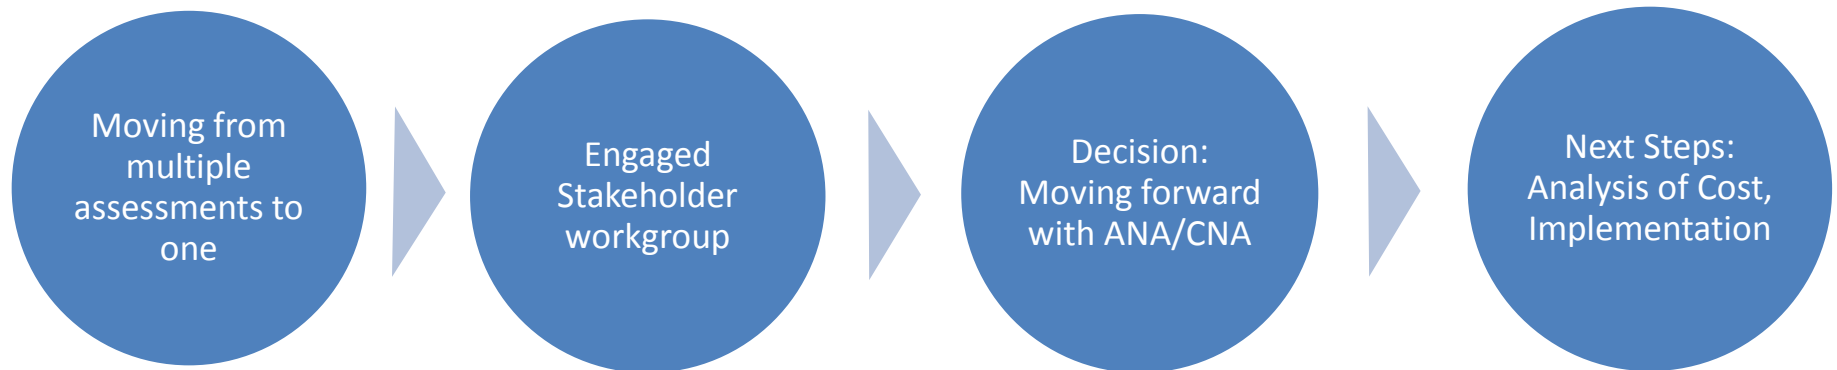 Moving from
multiple
assessments to
one
Engaged
Stakeholder
workgroup
Decision:
Moving forward
with ANA/CNA
Next Steps:
Analysis of Cost,
Implementation